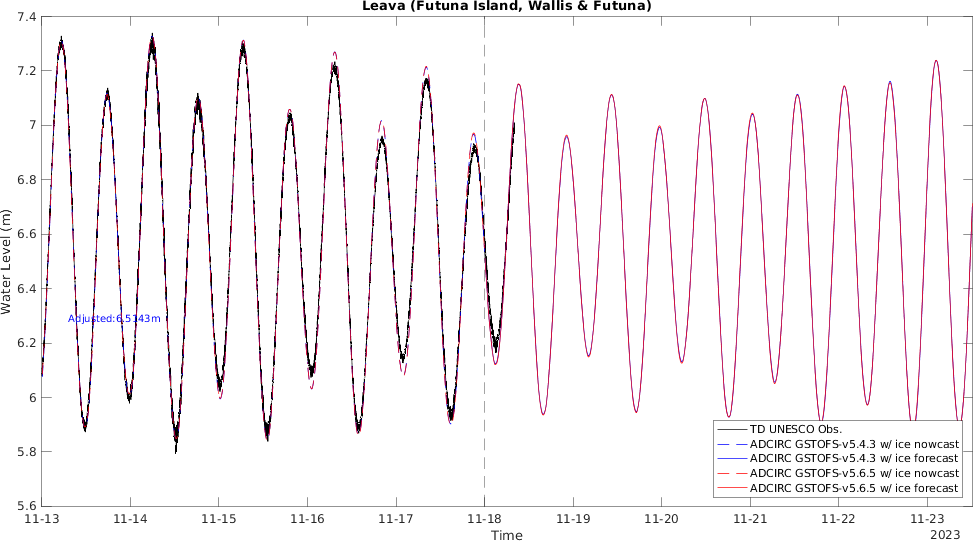 Leava (Futuna Island, Wallis & Futuna)
7.4
7.2
7
6.8
6.6
6.4
6.2
6
5.8
5.6
Water Level (m)
Adjusted:6.5143m
TD UNESCO Obs.
ADCIRC GSTOFS-v5.4.3 w/ ice nowcast
ADCIRC GSTOFS-v5.4.3 w/ ice forecast
ADCIRC GSTOFS-v5.6.5 w/ ice nowcast
ADCIRC GSTOFS-v5.6.5 w/ ice forecast
11-13 11-14 11-15 11-16 11-17 11-18 11-19 11-20 11-21 11-22 11-23
Time
2023